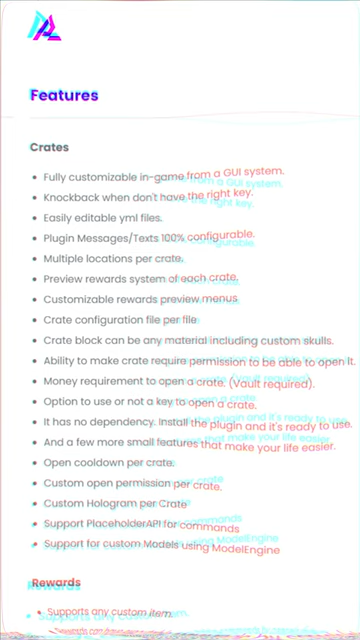 Features
Crates
Fully customizable in-game from a GUI system.
Knockback when don't have the right key.
Easily editable yml files.
Plugin Messages/Texts 100% configurable.
Multiple locations per crate.
Preview rewards system of each crate.
Customizable rewards preview menus
Crate configuration file per file
Crate block can be any material including custom skulls.
Ability to make crate require permission to be able to open it.
Money requirement to open a crate. (Vault required).
Option to use or not a key to open a crate.
It has no dependency. Install the plugin and it's ready to use.
And a few more small features that make your life easier.
Open cooldown per crate.
Custom open permission per crate.
Custom Hologram per Crate
Support PlaceholderAPI for commands
Support for custom Models using ModelEngine
Rewards
Supports any custom item.